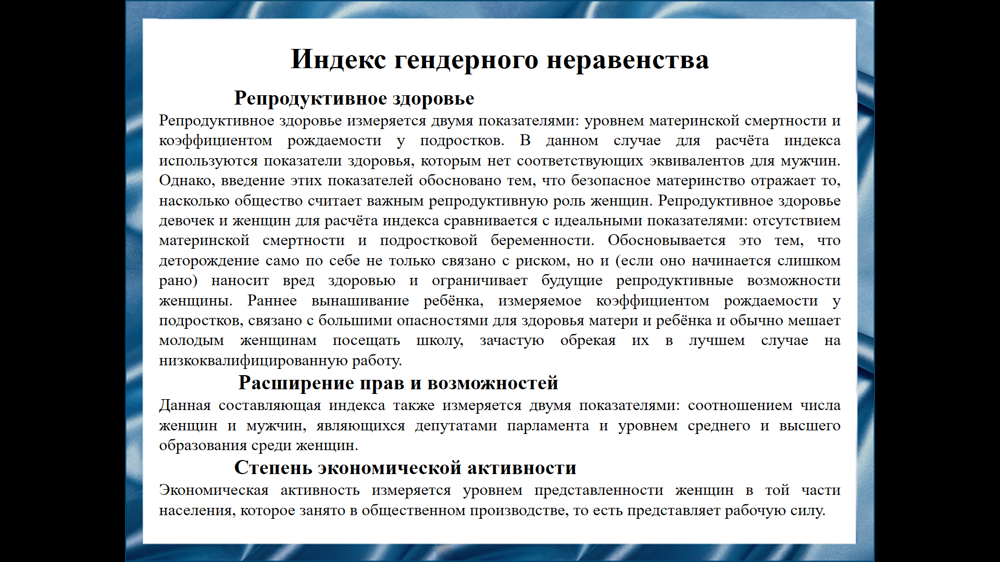 Индекс гендерного неравенства
Репродуктивное здоровье
Репродуктивное здоровье измеряется двумя показателями: уровнем материнской смертности и
коэффициентом рождаемости у подростков. В данном случае для расчёта индекса
используются показатели здоровья, которым нет соответствующих эквивалентов для мужчин.
Однако, введение этих показателей обосновано тем, что безопасное материнство отражает то,
насколько общество считает важным репродуктивную роль женщин. Репродуктивное здоровье
девочек и женщин для расчёта индекса сравнивается с идеальными показателями: отсутствием
материнской смертности и подростковой беременности. Обосновывается это тем, что
деторождение само по себе не только связано с риском, но и (если оно начинается слишком
рано) наносит вред здоровью и ограничивает будущие репродуктивные возможности
женщины. Раннее вынашивание ребёнка, измеряемое коэффициентом рождаемости у
подростков, связано с большими опасностями для здоровья матери и ребёнка и обычно мешает
молодым женщинам посещать школу, зачастую обрекая их в лучшем случае на
низкоквалифицированную работу.
Расширение прав и возможностей
Данная составляющая индекса также измеряется двумя показателями: соотношением числа
женщин и мужчин, являющихся депутатами парламента и уровнем среднего и высшего
образования среди женщин.
Степень экономической активности
Экономическая активность измеряется уровнем представленности женщин в той части
населения, которое занято в общественном производстве, то есть представляет рабочую силу.